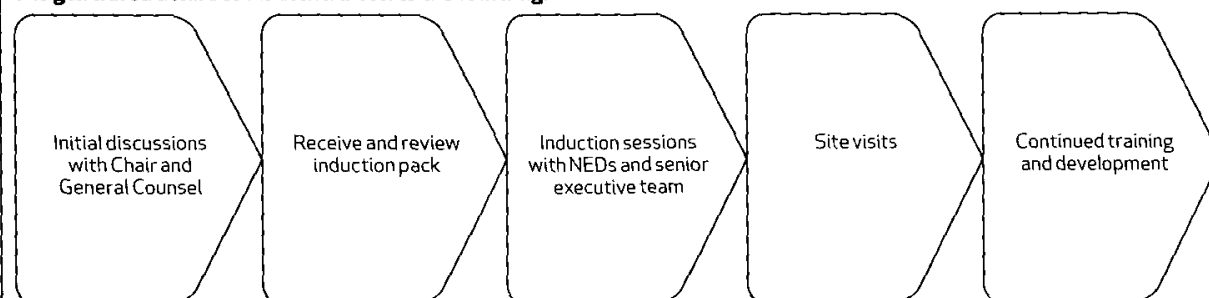 Initial discussions
with Chair and
General Counsel
Receive and review
induction pack
Induction sessions
with NEDs and senior
executive team
Site visits
Continued training
and development